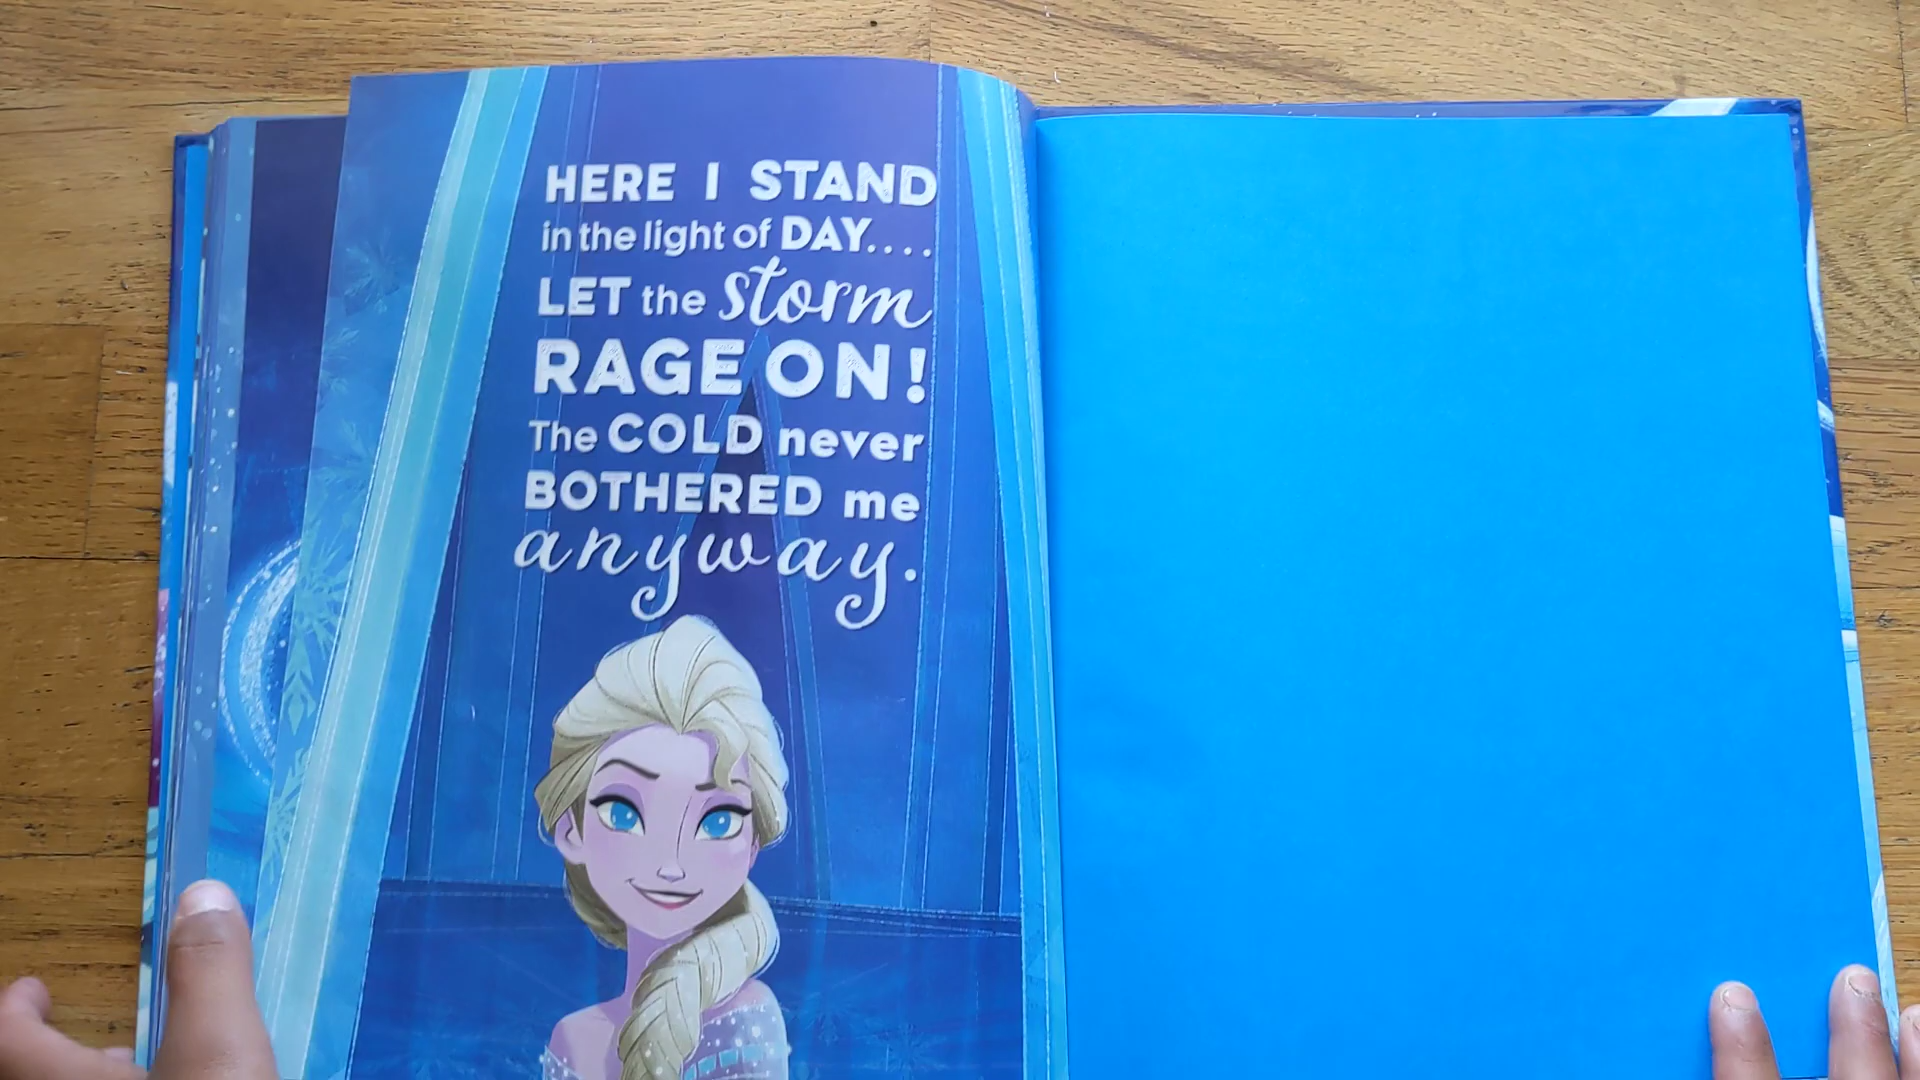 HERE I STAND
in the light of DAY....
LET the storm
RAGE ON!
The COLD never
BOTHERED me
anyway.